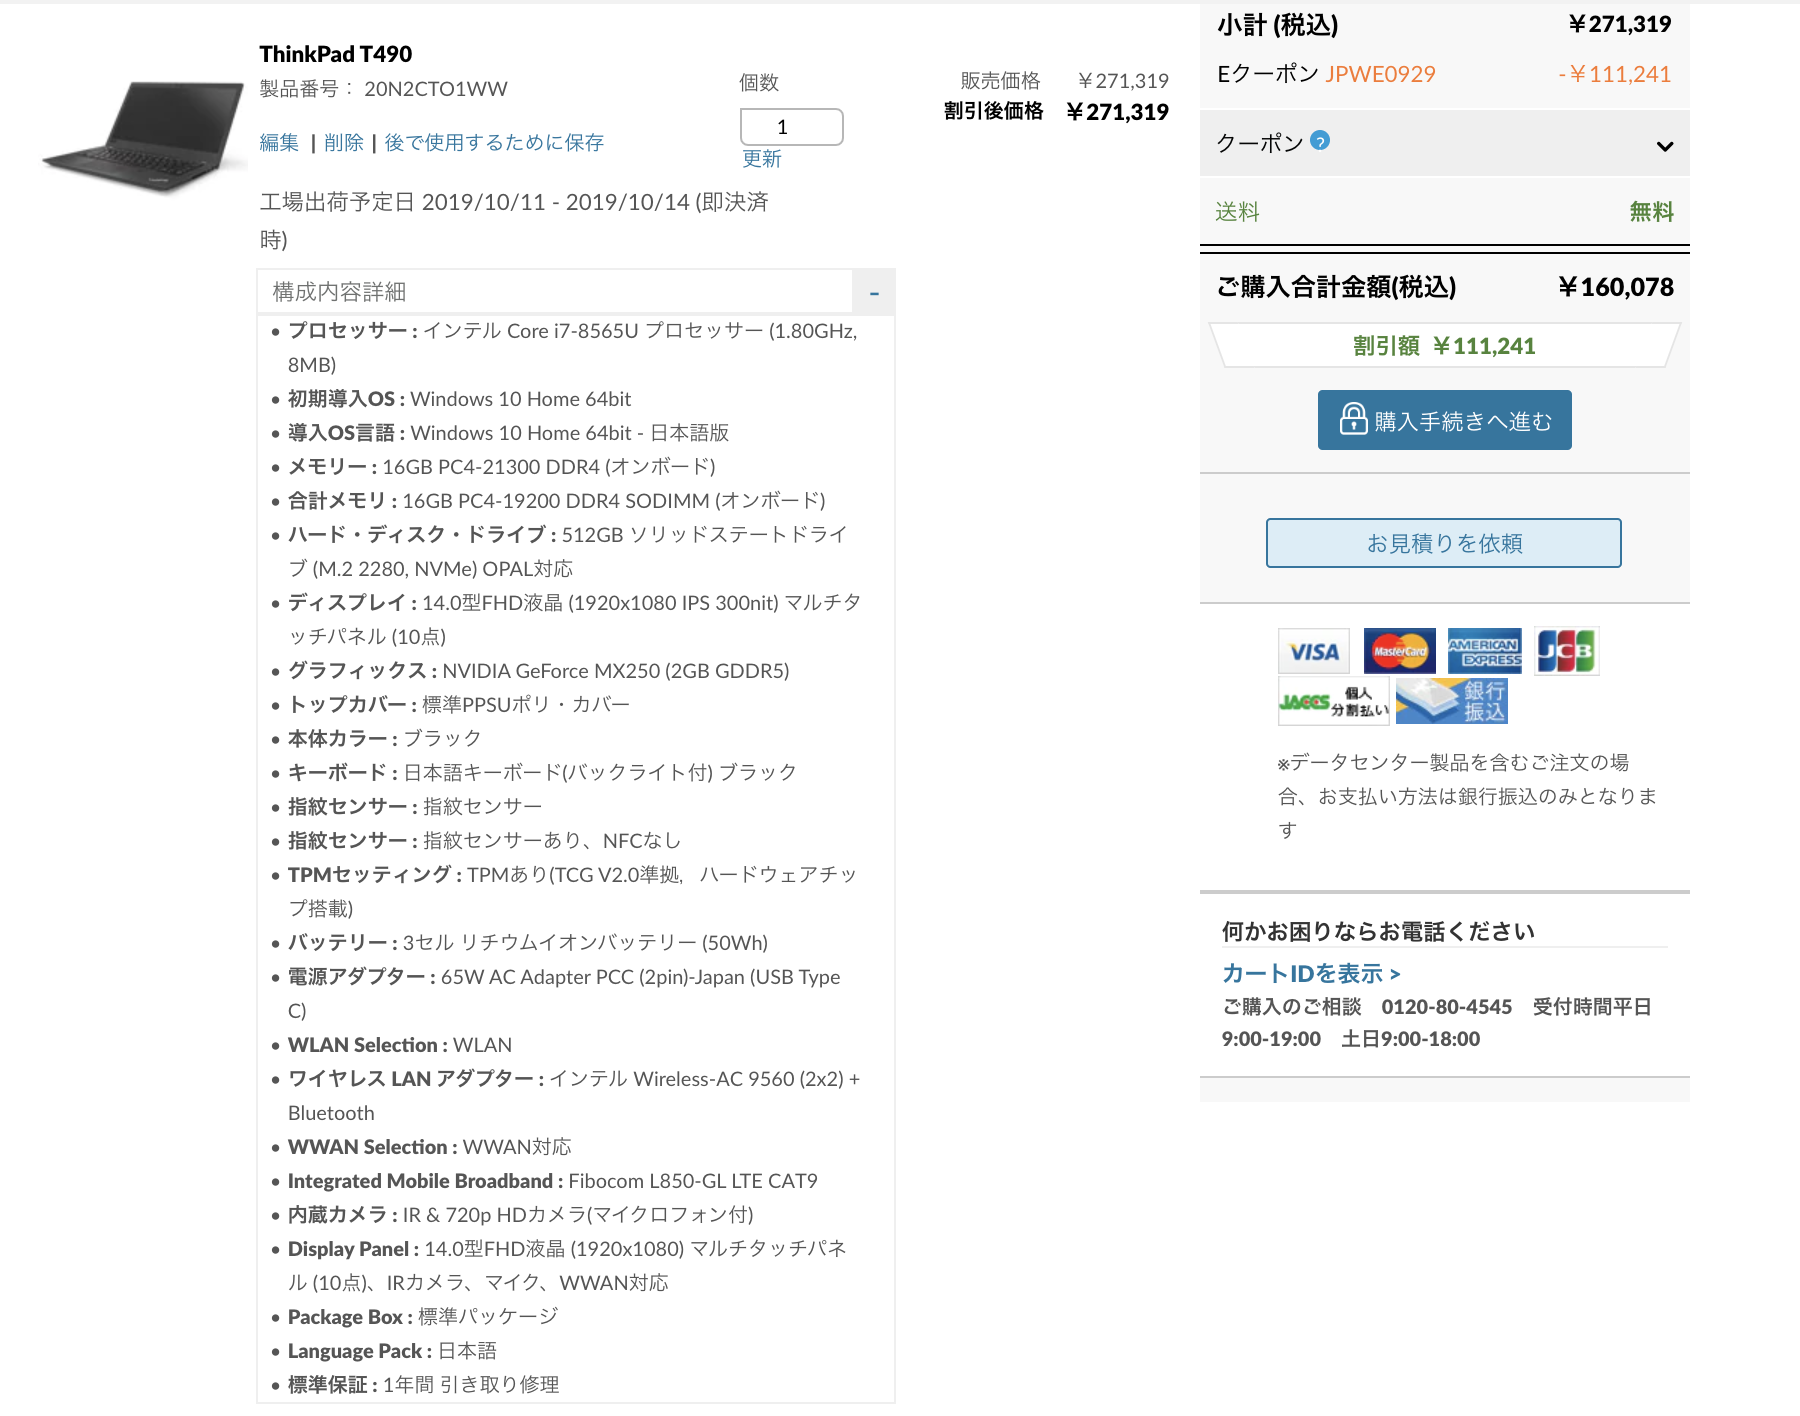 ThinkPad T490
製品番号： 20N2CTO1WW
編集 | 削除 | 後で使用するために保存
個数
1
更新
販売価格 ￥271,319
割引後価格 ￥271,319
工場出荷予定日 2019/10/11 - 2019/10/14 (即決済
時)
構成内容詳細 -
• プロセッサー : インテル Core i7-8565U プロセッサー (1.80GHz,
8MB)
• 初期導入OS : Windows 10 Home 64bit
• 導入OS言語 : Windows 10 Home 64bit - 日本語版
• メモリー : 16GB PC4-21300 DDR4 (オンボード)
• 合計メモリ : 16GB PC4-19200 DDR4 SODIMM (オンボード)
• ハード・ディスク・ドライブ : 512GB ソリッドステートドライ
ブ (M.2 2280, NVMe) OPAL対応
• ディスプレイ : 14.0型FHD液晶 (1920x1080 IPS 300nit) マルチタ
ッチパネル (10点)
• グラフィックス : NVIDIA GeForce MX250 (2GB GDDR5)
• トップカバー : 標準PPSUポリ・カバー
• 本体カラー : ブラック
• キーボード : 日本語キーボード(バックライト付) ブラック
• 指紋センサー : 指紋センサー
• 指紋センサー : 指紋センサーあり、NFCなし
• TPMセッティング : TPMあり(TCG V2.0準拠,　ハードウェアチッ
プ搭載)
• バッテリー : 3セル リチウムイオンバッテリー (50Wh)
• 電源アダプター : 65W AC Adapter PCC (2pin)-Japan (USB Type
C)
• WLAN Selection : WLAN
• ワイヤレス LAN アダプター : インテル Wireless-AC 9560 (2x2) +
Bluetooth
• WWAN Selection : WWAN対応
• Integrated Mobile Broadband : Fibocom L850-GL LTE CAT9
• 内蔵カメラ : IR & 720p HDカメラ(マイクロフォン付)
• Display Panel : 14.0型FHD液晶 (1920x1080) マルチタッチパネ
ル (10点)、IRカメラ、マイク、WWAN対応
• Package Box : 標準パッケージ
• Language Pack : 日本語
• 標準保証 : 1年間 引き取り修理
小計 (税込) ￥271,319
Eクーポン JPWE0929 -￥111,241
クーポン ?
送料 無料
ご購入合計金額(税込) ￥160,078
割引額 ￥111,241
購入手続きへ進む
お見積りを依頼
VISA MasterCard AMERICAN EXPRESS JCB
JACCS 個人分割払い 銀行振込
※データセンター製品を含むご注文の場
合、お支払い方法は銀行振込のみとなりま
す
何かお困りならお電話ください
カートIDを表示 >
ご購入のご相談　0120-80-4545　受付時間平日
9:00-19:00　土日9:00-18:00